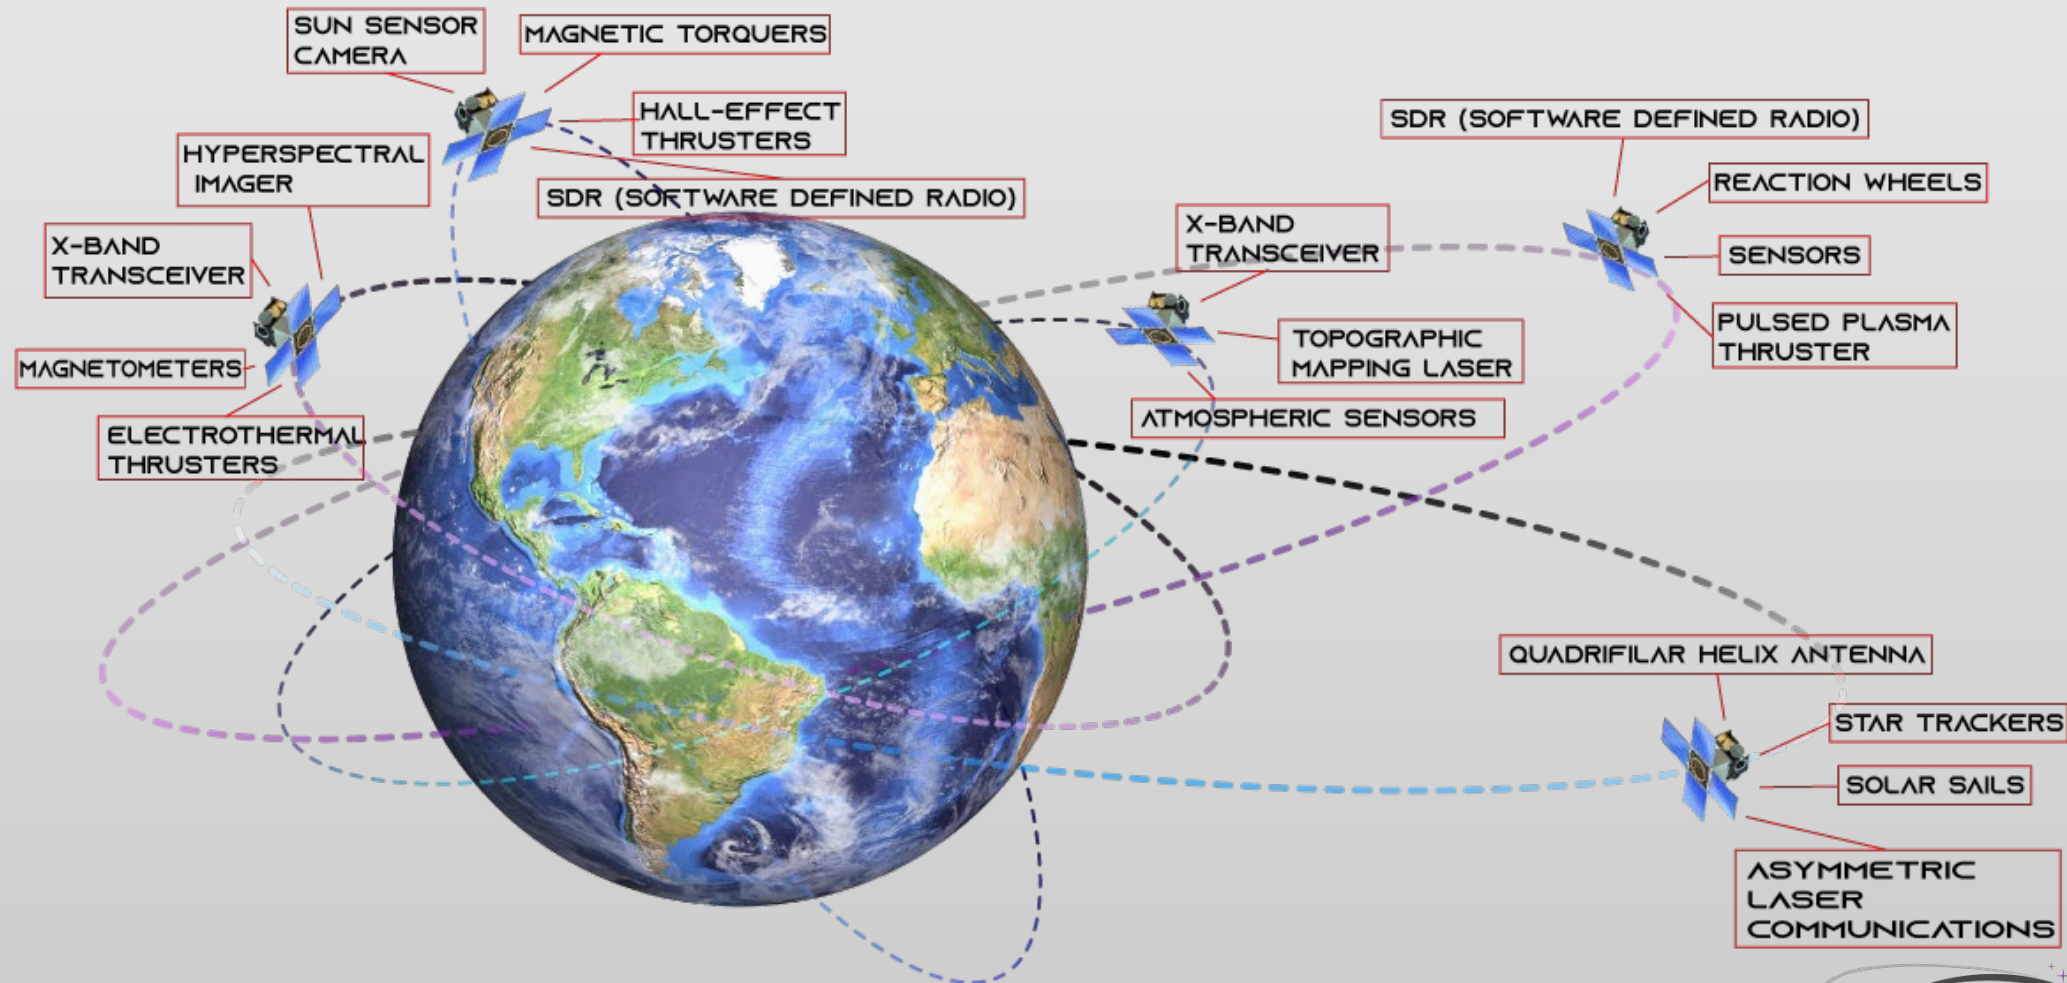 SUN SENSOR
CAMERA
MAGNETIC TORQUERS
HALL-EFFECT
THRUSTERS
SDR (SOFTWARE DEFINED RADIO)
HYPERSPECTRAL
IMAGER
X-BAND
TRANSCEIVER
MAGNETOMETERS
ELECTROTHERMAL
THRUSTERS
X-BAND
TRANSCEIVER
TOPOGRAPHIC
MAPPING LASER
ATMOSPHERIC SENSORS
SDR (SOFTWARE DEFINED RADIO)
REACTION WHEELS
SENSORS
PULSED PLASMA
THRUSTER
QUADRIFILAR HELIX ANTENNA
STAR TRACKERS
SOLAR SAILS
ASYMMETRIC
LASER
COMMUNICATIONS